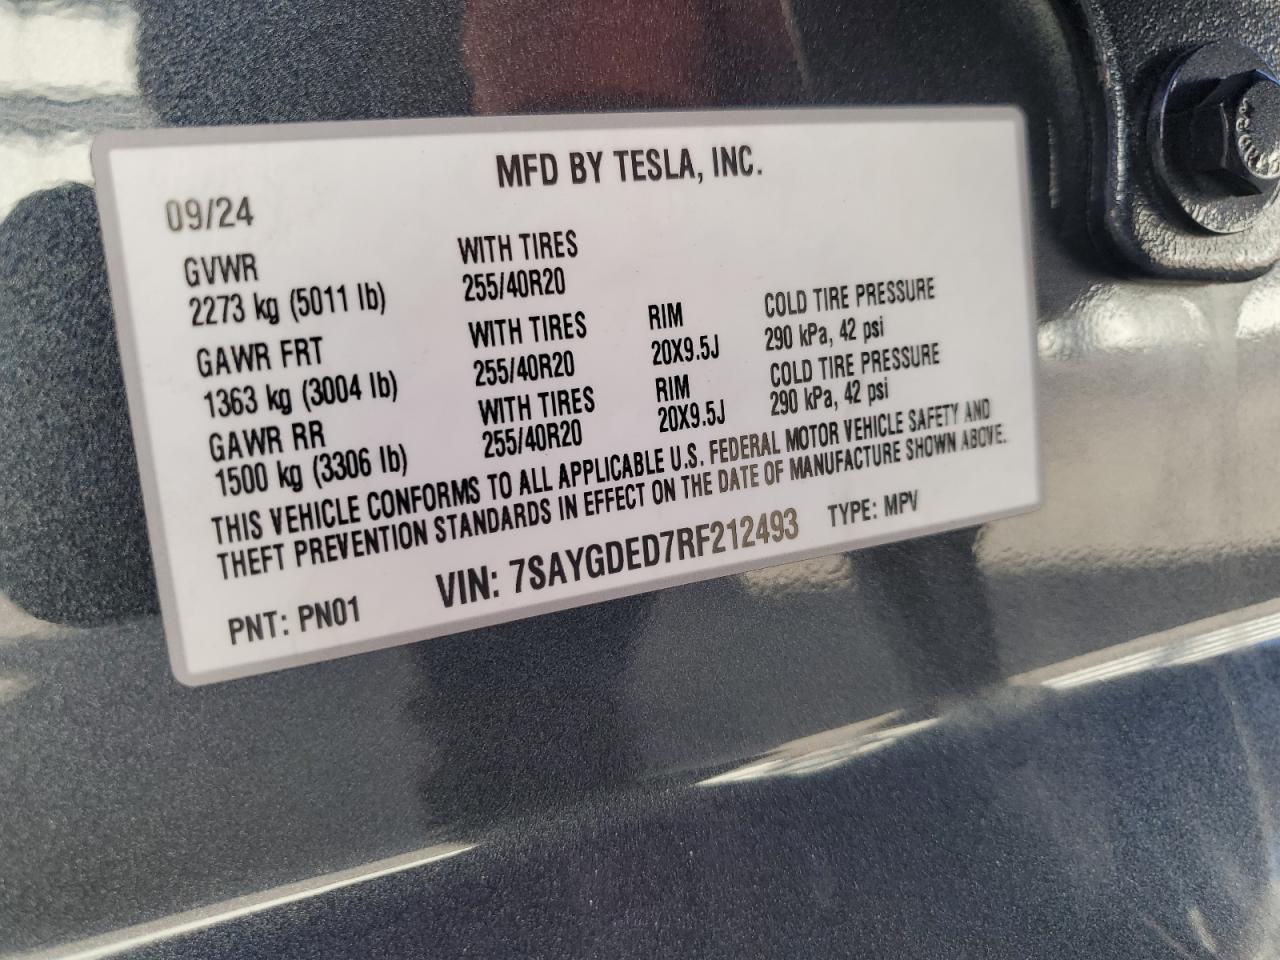 MFD BY TESLA, INC.
09/24
GVWR WITH TIRES
2273 kg (5011 lb) 255/40R20
GAWR FRT WITH TIRES RIM COLD TIRE PRESSURE
1363 kg (3004 lb) 255/40R20 20X9.5J 290 kPa, 42 psi
GAWR RR WITH TIRES RIM COLD TIRE PRESSURE
1500 kg (3306 lb) 255/40R20 20X9.5J 290 kPa, 42 psi
THIS VEHICLE CONFORMS TO ALL APPLICABLE U.S. FEDERAL MOTOR VEHICLE SAFETY AND
THEFT PREVENTION STANDARDS IN EFFECT ON THE DATE OF MANUFACTURE SHOWN ABOVE.
PNT: PN01 VIN: 7SAYGDED7RF212493 TYPE: MPV